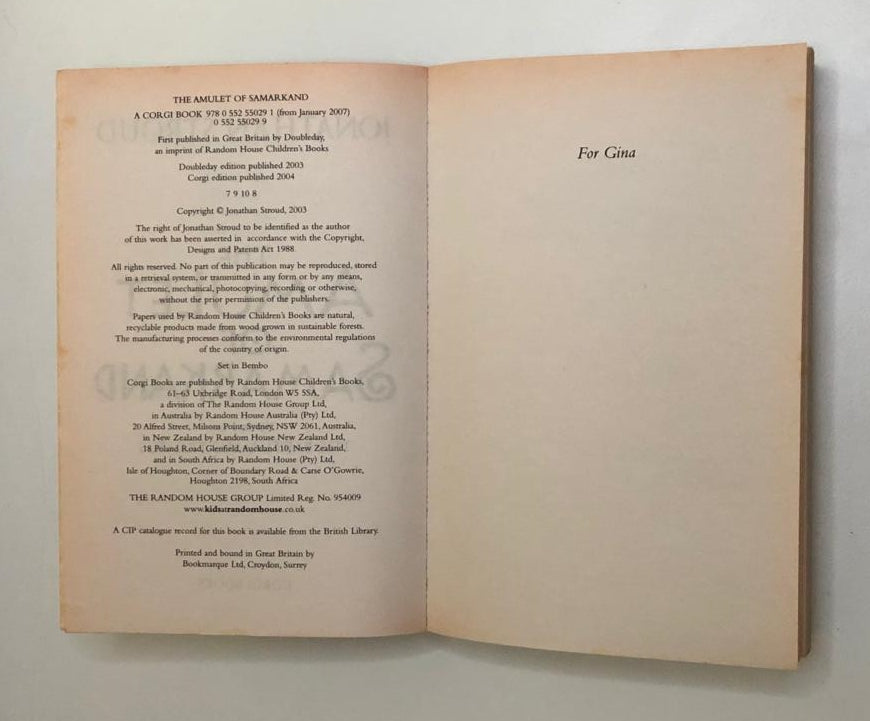 THE AMULET OF SAMARKAND
A CORGI BOOK 978 0 552 55029 1 (from January 2007)
0 552 55029 9
First published in Great Britain by Doubleday,
an imprint of Random House Children's Books
Doubleday edition published 2003
Corgi edition published 2004
7 9 10 8
Copyright © Jonathan Stroud, 2003
The right of Jonathan Stroud to be identified as the author
of this work has been asserted in accordance with the Copyright,
Designs and Patents Act 1988.
All rights reserved. No part of this publication may be reproduced, stored
in a retrieval system, or transmitted in any form or by any means,
electronic, mechanical, photocopying, recording or otherwise,
without the prior permission of the publishers.
Papers used by Random House Children's Books are natural,
recyclable products made from wood grown in sustainable forests.
The manufacturing processes conform to the environmental regulations
of the country of origin.
Set in Bembo
Corgi Books are published by Random House Children's Books,
61–63 Uxbridge Road, London W5 5SA,
a division of The Random House Group Ltd,
in Australia by Random House Australia (Pty) Ltd,
20 Alfred Street, Milsons Point, Sydney, NSW 2061, Australia,
in New Zealand by Random House New Zealand Ltd,
18 Poland Road, Glenfield, Auckland 10, New Zealand,
and in South Africa by Random House (Pty) Ltd,
Isle of Houghton, Corner of Boundary Road & Carse O'Gowrie,
Houghton 2198, South Africa
THE RANDOM HOUSE GROUP Limited Reg. No. 954009
www.kidsatrandomhouse.co.uk
A CIP catalogue record for this book is available from the British Library.
Printed and bound in Great Britain by
Bookmarque Ltd, Croydon, Surrey
For Gina